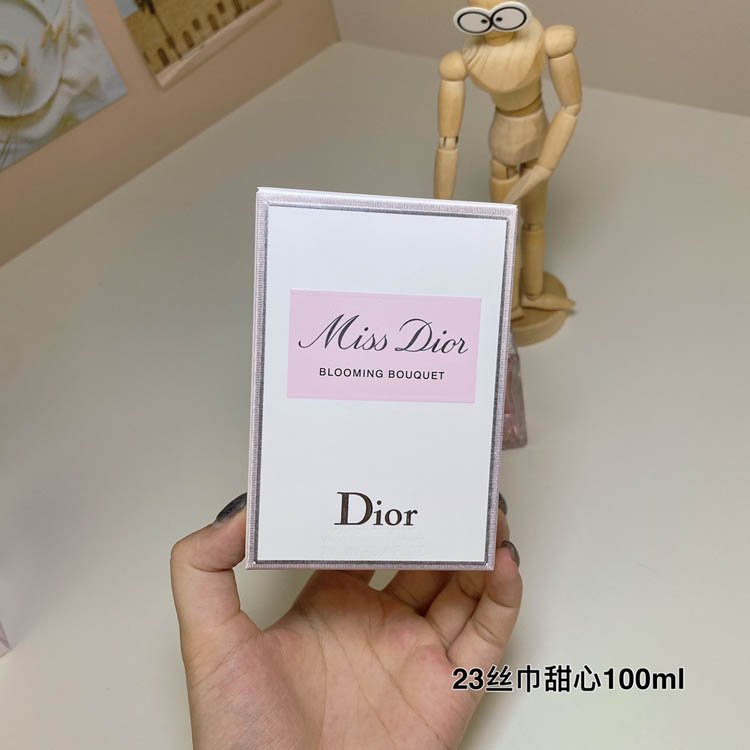 Miss Dior
BLOOMING BOUQUET
Dior
23丝巾甜心100ml